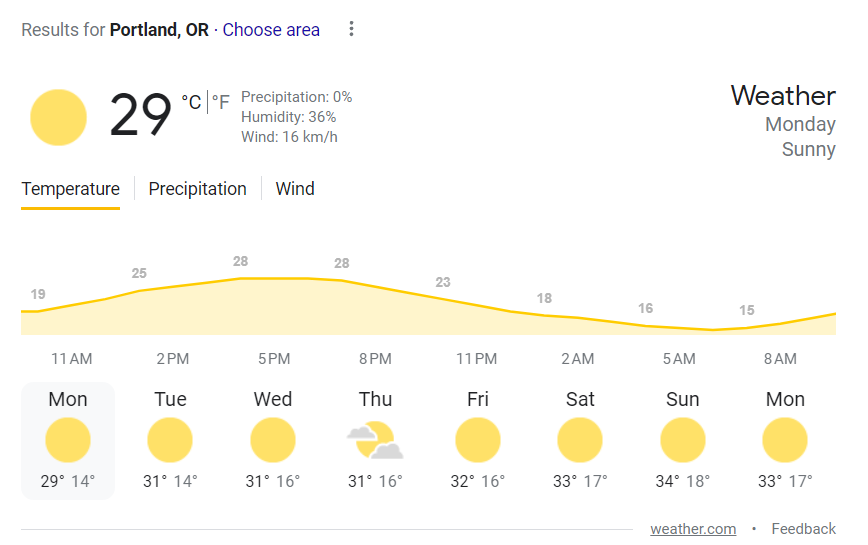 Results for Portland, OR · Choose area
29 °C | °F
Precipitation: 0%
Humidity: 36%
Wind: 16 km/h
Weather
Monday
Sunny
Temperature
Precipitation
Wind
19 25 28 28 23 18 16 15
11 AM 2 PM 5 PM 8 PM 11 PM 2 AM 5 AM 8 AM
Mon Tue Wed Thu Fri Sat Sun Mon
29° 14° 31° 14° 31° 16° 31° 16° 32° 16° 33° 17° 34° 18° 33° 17°
weather.com • Feedback